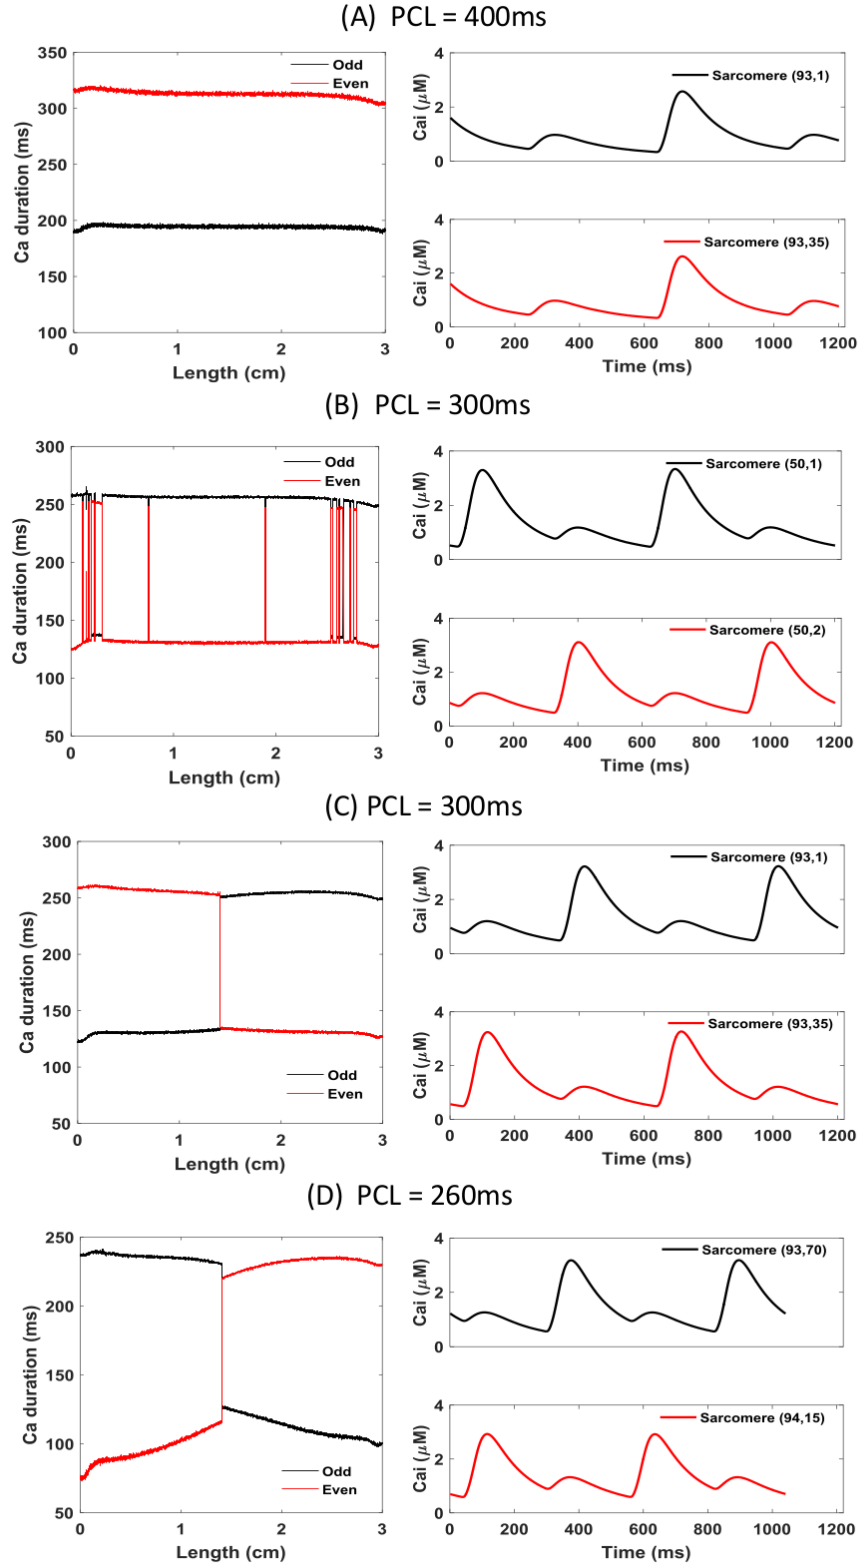 (A) PCL = 400ms
350
300
250
200
150
100
Ca duration (ms)
Odd
Even
0 1 2 3
Length (cm)
4
2
0
Cai (μM)
Sarcomere (93,1)
4
2
0
Cai (μM)
Sarcomere (93,35)
0 200 400 600 800 1000 1200
Time (ms)
(B) PCL = 300ms
300
250
200
150
100
50
Ca duration (ms)
Odd
Even
0 1 2 3
Length (cm)
4
2
0
Cai (μM)
Sarcomere (50,1)
4
2
0
Cai (μM)
Sarcomere (50,2)
0 200 400 600 800 1000 1200
Time (ms)
(C) PCL = 300ms
300
250
200
150
100
50
Ca duration (ms)
Odd
Even
0 1 2 3
Length (cm)
4
2
0
Cai (μM)
Sarcomere (93,1)
4
2
0
Cai (μM)
Sarcomere (93,35)
0 200 400 600 800 1000 1200
Time (ms)
(D) PCL = 260ms
250
200
150
100
50
Ca duration (ms)
Odd
Even
0 1 2 3
Length (cm)
4
2
0
Cai (μM)
Sarcomere (93,70)
4
2
0
Cai (μM)
Sarcomere (94,15)
0 200 400 600 800 1000 1200
Time (ms)